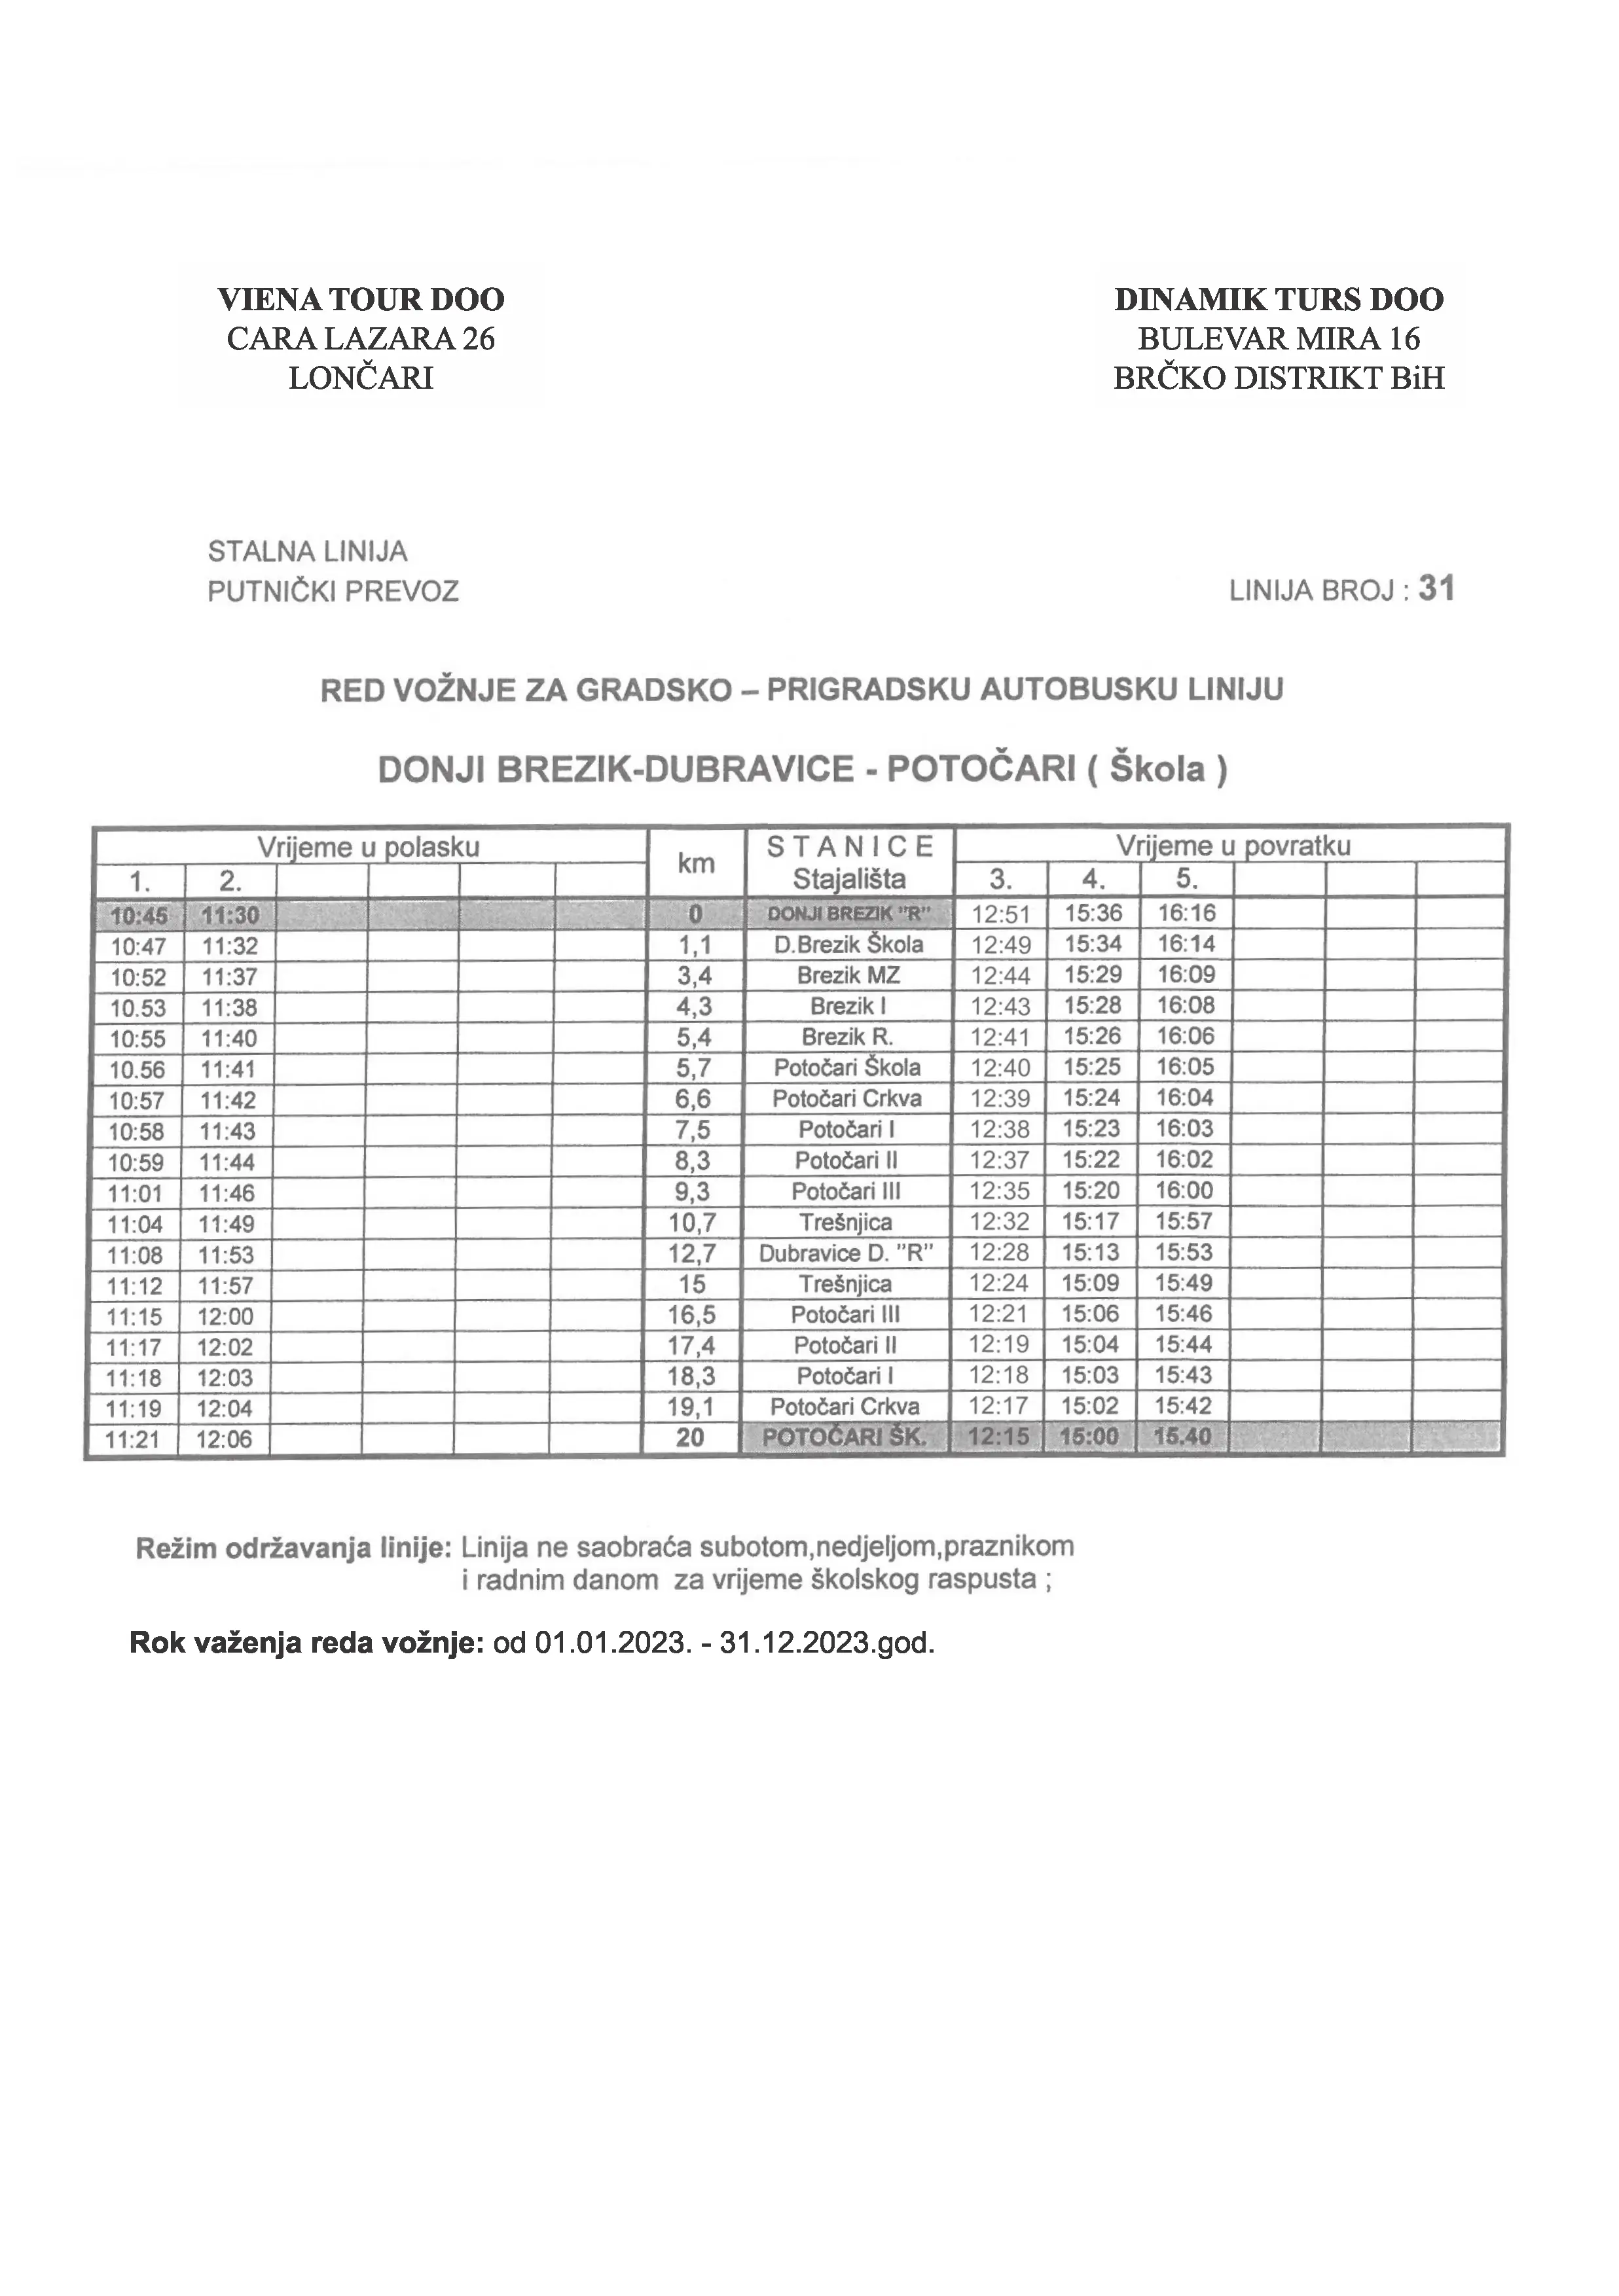 VIENA TOUR DOO
CARA LAZARA 26
LONČARI
DINAMIK TURS DOO
BULEVAR MIRA 16
BRČKO DISTRIKT BiH
STALNA LINIJA
PUTNIČKI PREVOZ
LINIJA BROJ : 31
RED VOŽNJE ZA GRADSKO – PRIGRADSKU AUTOBUSKU LINIJU
DONJI BREZIK-DUBRAVICE - POTOČARI ( Škola )
Vrijeme u polasku km S T A N I C E Stajališta Vrijeme u povratku
1. 2. 3. 4. 5.
10:45 11:30 0 DONJI BREZIK "R" 12:51 15:36 16:16
10:47 11:32 1,1 D.Brezik Škola 12:49 15:34 16:14
10:52 11:37 3,4 Brezik MZ 12:44 15:29 16:09
10.53 11:38 4,3 Brezik I 12:43 15:28 16:08
10:55 11:40 5,4 Brezik R. 12:41 15:26 16:06
10.56 11:41 5,7 Potočari Škola 12:40 15:25 16:05
10:57 11:42 6,6 Potočari Crkva 12:39 15:24 16:04
10:58 11:43 7,5 Potočari I 12:38 15:23 16:03
10:59 11:44 8,3 Potočari II 12:37 15:22 16:02
11:01 11:46 9,3 Potočari III 12:35 15:20 16:00
11:04 11:49 10,7 Trešnjica 12:32 15:17 15:57
11:08 11:53 12,7 Dubravice D. "R" 12:28 15:13 15:53
11:12 11:57 15 Trešnjica 12:24 15:09 15:49
11:15 12:00 16,5 Potočari III 12:21 15:06 15:46
11:17 12:02 17,4 Potočari II 12:19 15:04 15:44
11:18 12:03 18,3 Potočari I 12:18 15:03 15:43
11:19 12:04 19,1 Potočari Crkva 12:17 15:02 15:42
11:21 12:06 20 POTOČARI ŠK. 12:15 15:00 15.40
Režim održavanja linije: Linija ne saobraća subotom,nedjeljom,praznikom
i radnim danom za vrijeme školskog raspusta ;
Rok važenja reda vožnje: od 01.01.2023. - 31.12.2023.god.